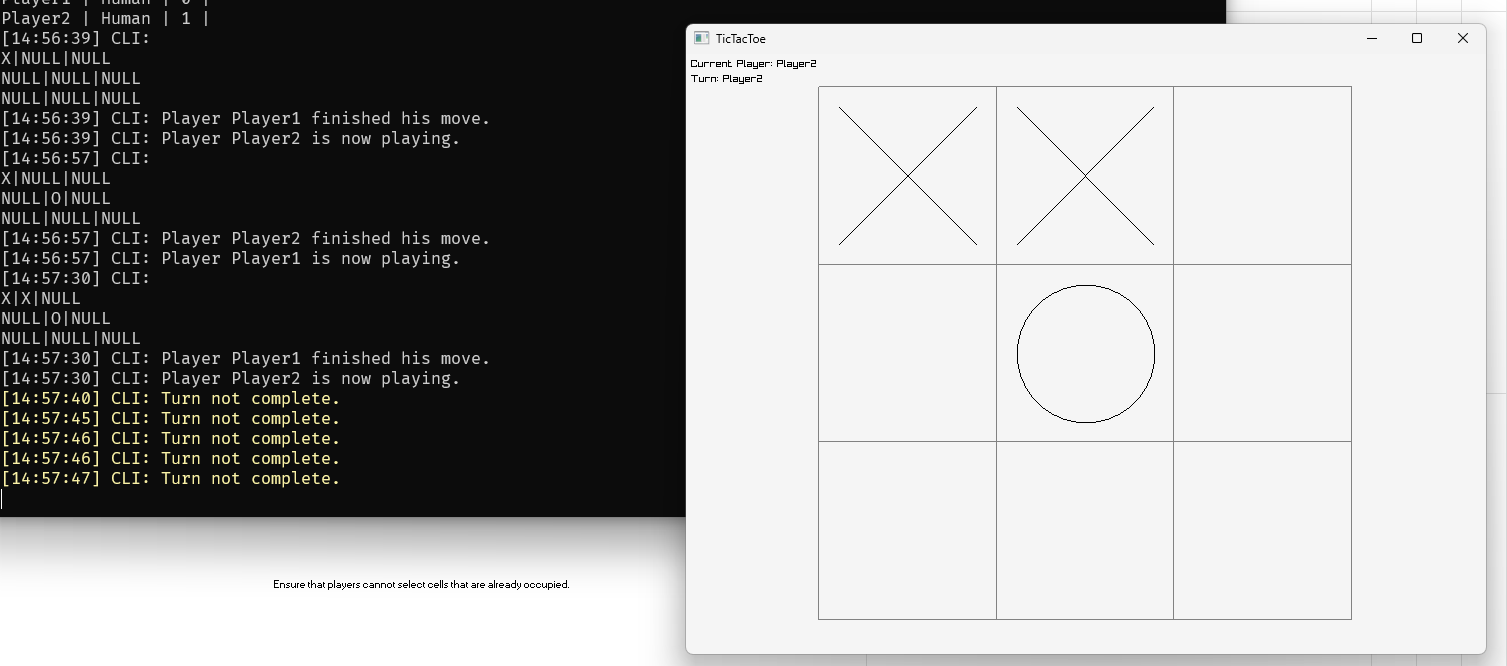 Player1 | Human | 0 |
Player2 | Human | 1 |
[14:56:39] CLI:
X|NULL|NULL
NULL|NULL|NULL
NULL|NULL|NULL
[14:56:39] CLI: Player Player1 finished his move.
[14:56:39] CLI: Player Player2 is now playing.
[14:56:57] CLI:
X|NULL|NULL
NULL|O|NULL
NULL|NULL|NULL
[14:56:57] CLI: Player Player2 finished his move.
[14:56:57] CLI: Player Player1 is now playing.
[14:57:30] CLI:
X|X|NULL
NULL|O|NULL
NULL|NULL|NULL
[14:57:30] CLI: Player Player1 finished his move.
[14:57:30] CLI: Player Player2 is now playing.
[14:57:40] CLI: Turn not complete.
[14:57:45] CLI: Turn not complete.
[14:57:46] CLI: Turn not complete.
[14:57:46] CLI: Turn not complete.
[14:57:47] CLI: Turn not complete.
TicTacToe
Current Player: Player2
Turn: Player2
Ensure that players cannot select cells that are already occupied.